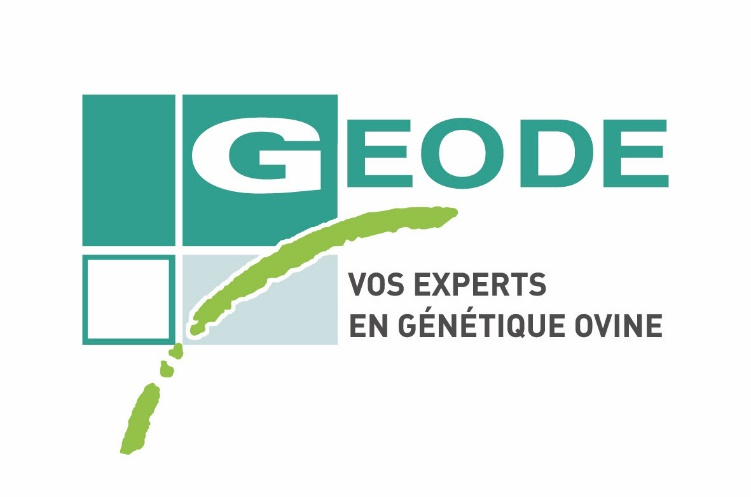 GEODE
VOS EXPERTS
EN GÉNÉTIQUE OVINE